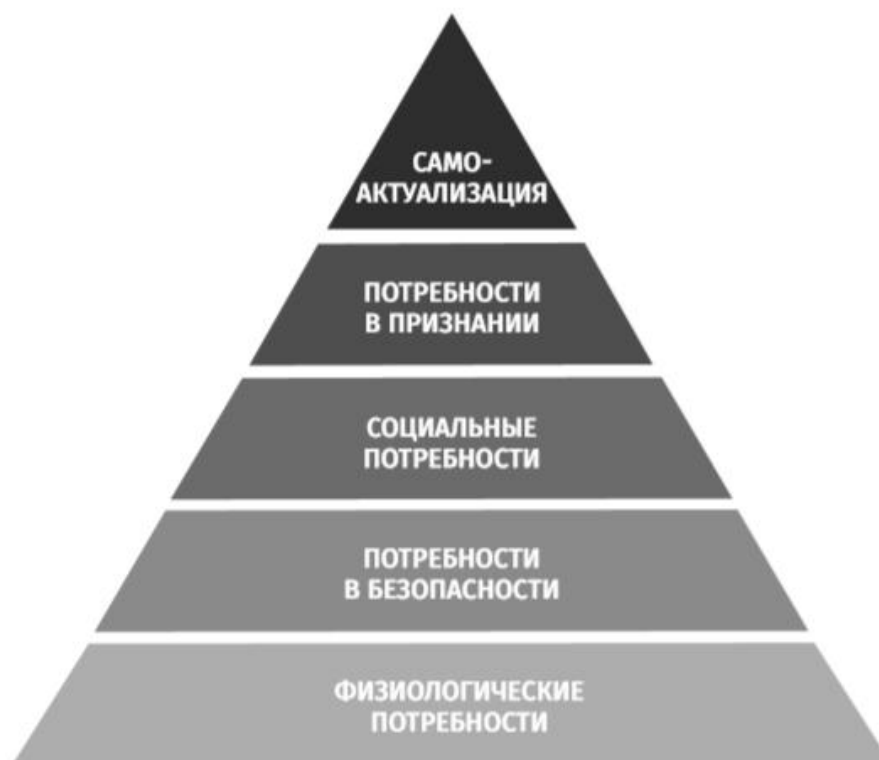 САМО-
АКТУАЛИЗАЦИЯ
ПОТРЕБНОСТИ
В ПРИЗНАНИИ
СОЦИАЛЬНЫЕ
ПОТРЕБНОСТИ
ПОТРЕБНОСТИ
В БЕЗОПАСНОСТИ
ФИЗИОЛОГИЧЕСКИЕ
ПОТРЕБНОСТИ